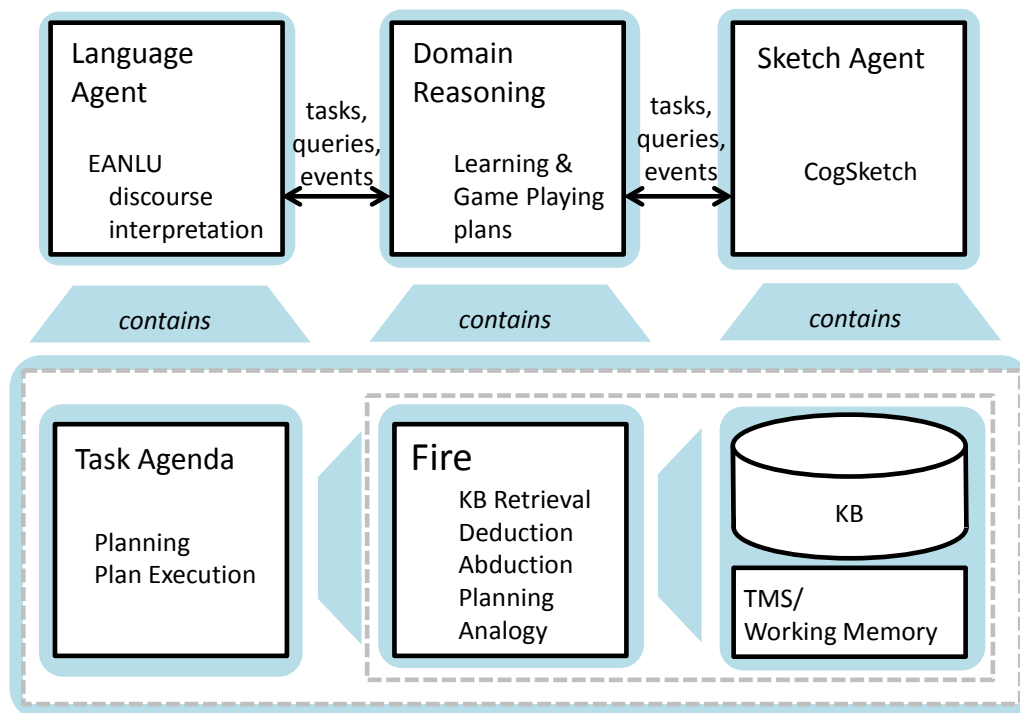 Language
Agent
EANLU
discourse
interpretation
tasks,
queries,
events
Domain
Reasoning
Learning &
Game Playing
plans
tasks,
queries,
events
Sketch Agent
CogSketch
contains
contains
contains
Task Agenda
Planning
Plan Execution
Fire
KB Retrieval
Deduction
Abduction
Planning
Analogy
KB
TMS/
Working Memory